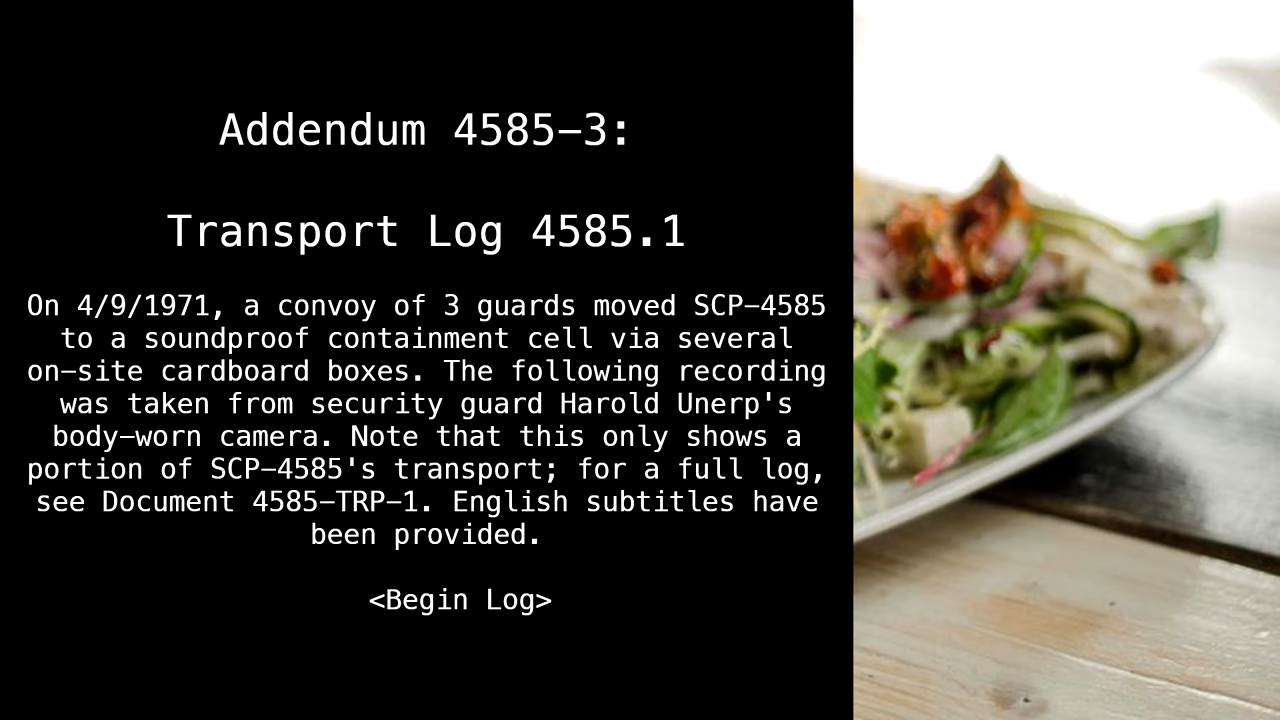 Addendum 4585–3:
Transport Log 4585.1
On 4/9/1971, a convoy of 3 guards moved SCP–4585
to a soundproof containment cell via several
on–site cardboard boxes. The following recording
was taken from security guard Harold Unerp's
body–worn camera. Note that this only shows a
portion of SCP–4585's transport; for a full log,
see Document 4585–TRP–1. English subtitles have
been provided.
<Begin Log>